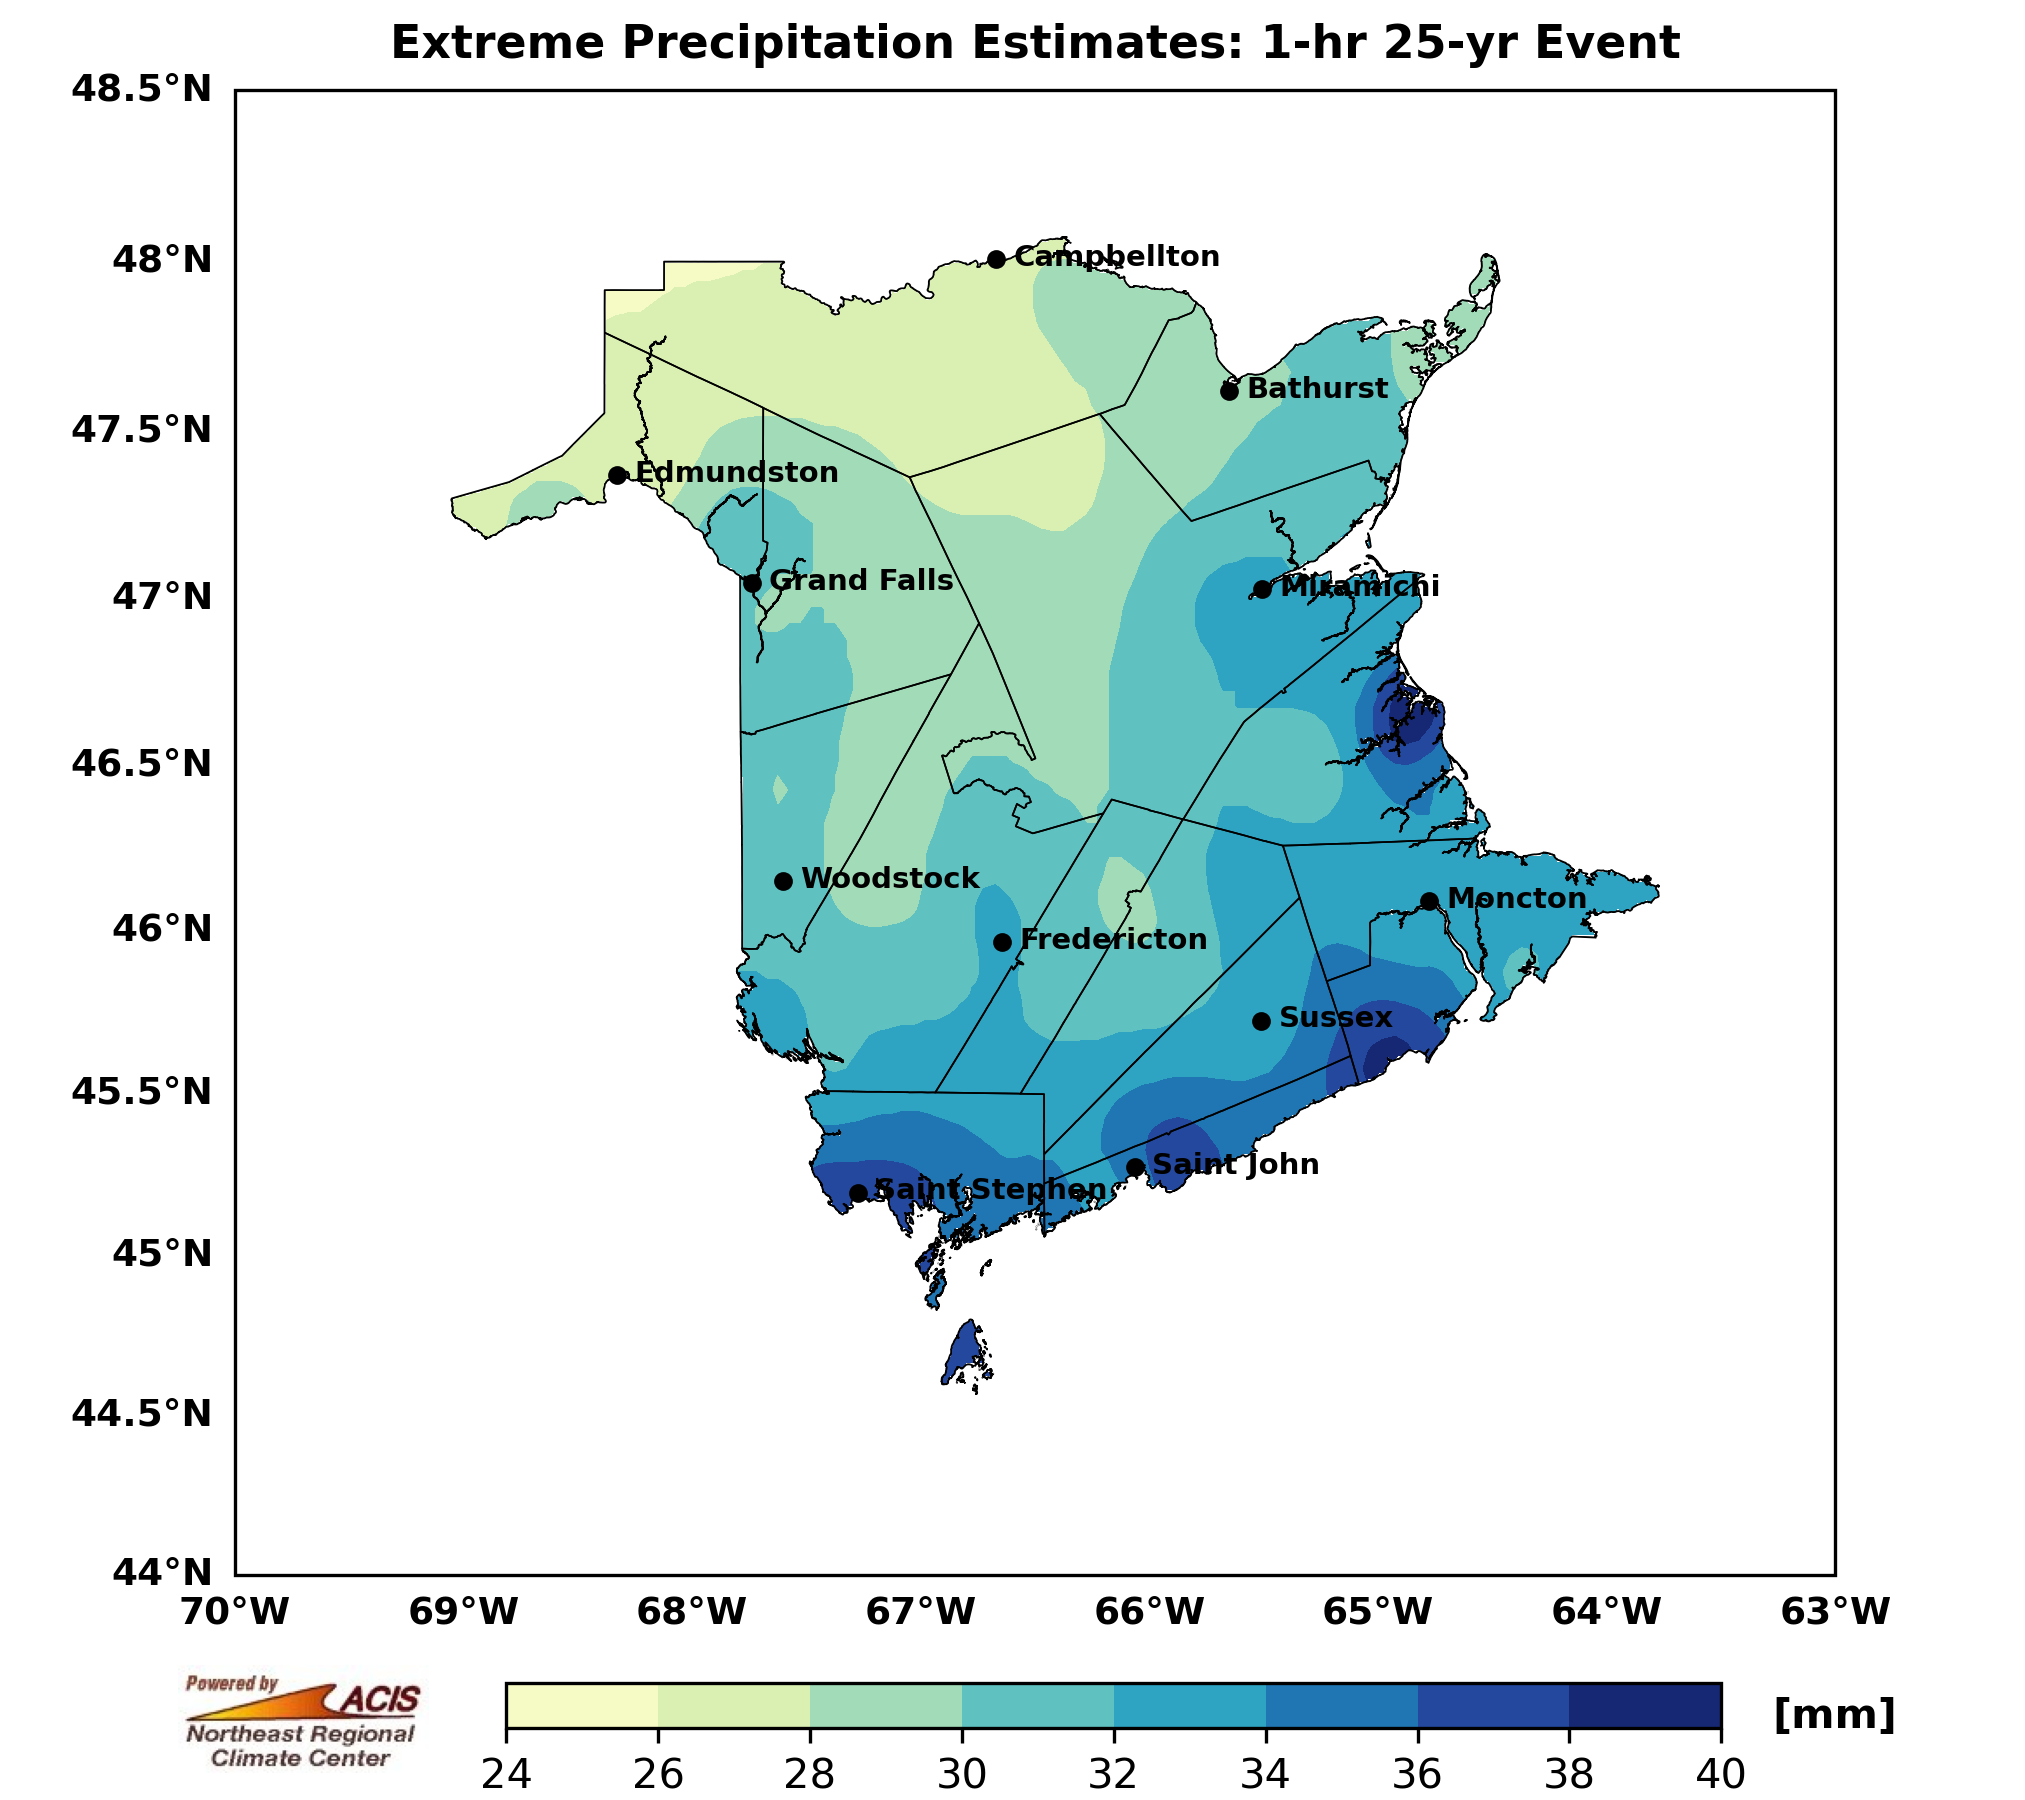 Extreme Precipitation Estimates: 1-hr 25-yr Event
48.5°N
48°N
47.5°N
47°N
46.5°N
46°N
45.5°N
45°N
44.5°N
44°N
Campbellton
Bathurst
Edmundston
Grand Falls
Miramichi
Woodstock
Moncton
Fredericton
Sussex
Saint John
Saint Stephen
70°W 69°W 68°W 67°W 66°W 65°W 64°W 63°W
Powered by
ACIS
Northeast Regional
Climate Center
[mm]
24 26 28 30 32 34 36 38 40